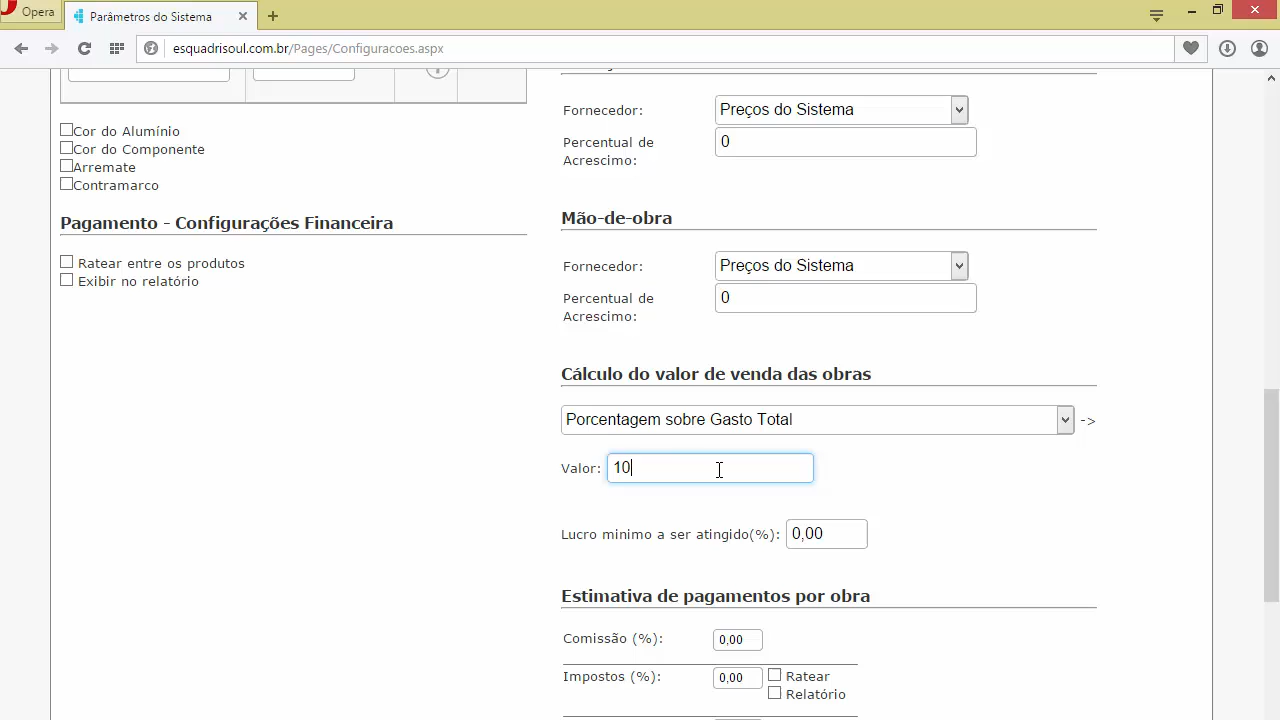 Opera
Parâmetros do Sistema
esquadrisoul.com.br/Pages/Configuracoes.aspx
Cor do Alumínio
Cor do Componente
Arremate
Contramarco
Pagamento - Configurações Financeira
Ratear entre os produtos
Exibir no relatório
Fornecedor: Preços do Sistema
Percentual de
Acrescimo: 0
Mão-de-obra
Fornecedor: Preços do Sistema
Percentual de
Acrescimo: 0
Cálculo do valor de venda das obras
Porcentagem sobre Gasto Total ->
Valor: 10
Lucro minimo a ser atingido(%): 0,00
Estimativa de pagamentos por obra
Comissão (%): 0,00
Impostos (%): 0,00 Ratear
Relatório